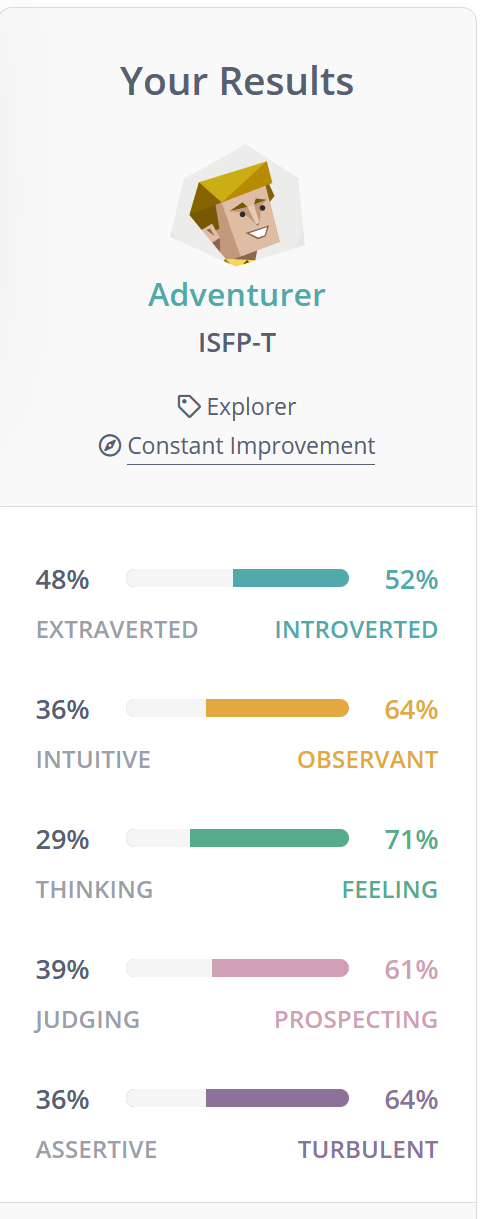 Your Results
Adventurer
ISFP-T
Explorer
Constant Improvement
48% 52%
EXTRAVERTED INTROVERTED
36% 64%
INTUITIVE OBSERVANT
29% 71%
THINKING FEELING
39% 61%
JUDGING PROSPECTING
36% 64%
ASSERTIVE TURBULENT